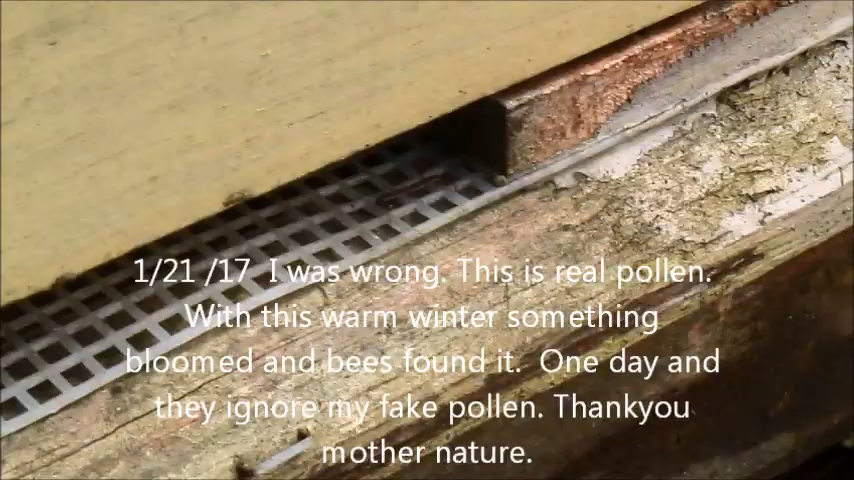 1/21 /17  I was wrong. This is real pollen.
With this warm winter something
bloomed and bees found it.  One day and
they ignore my fake pollen. Thankyou
mother nature.